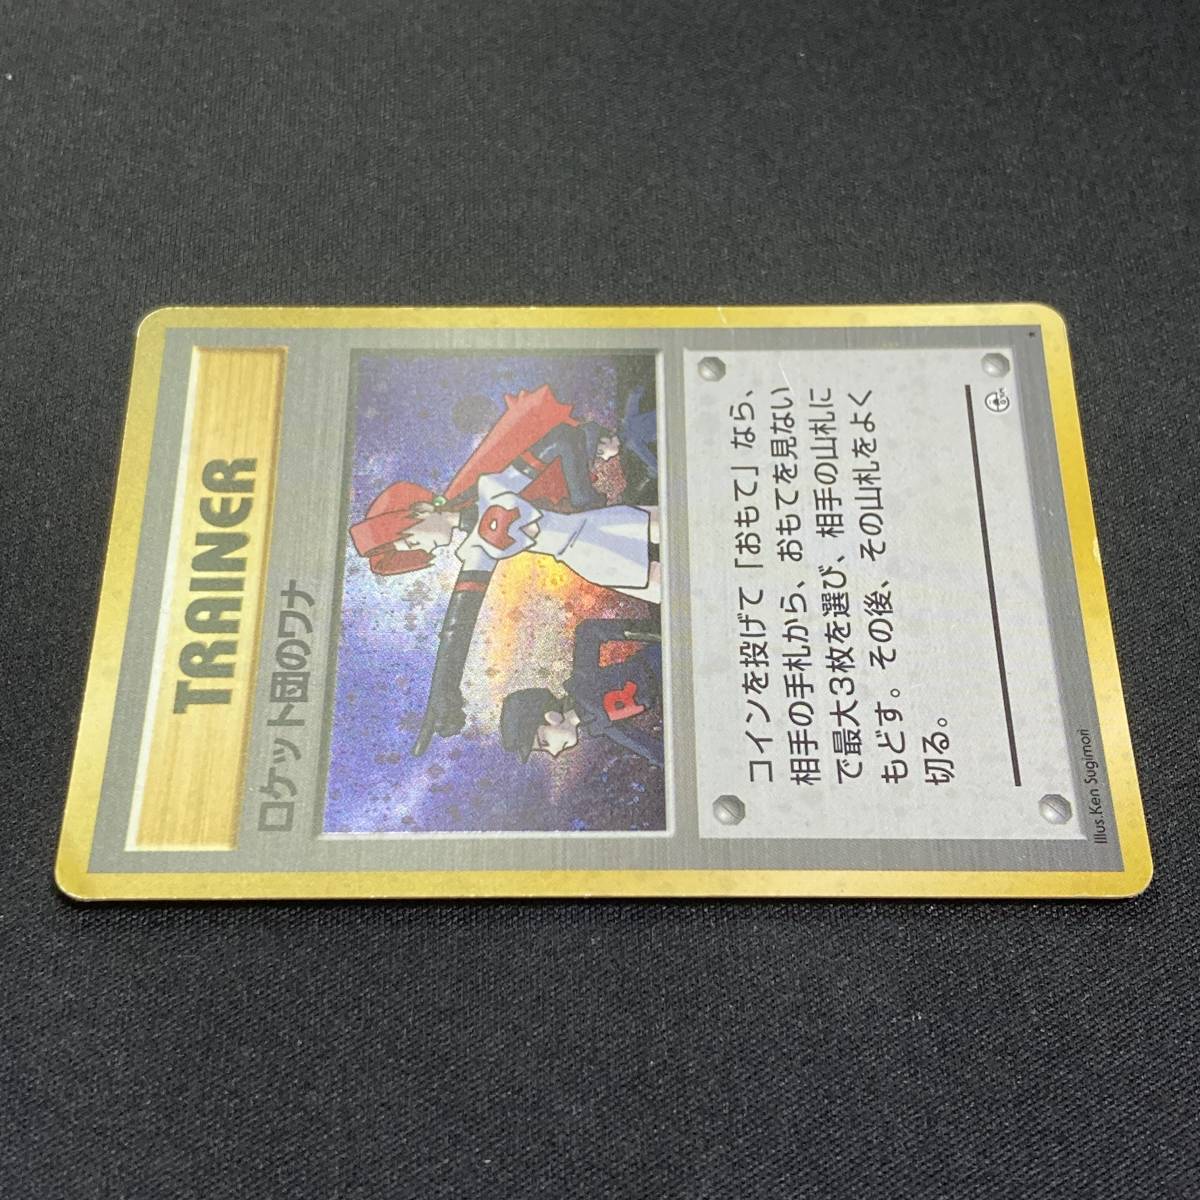 TRAINER
ロケット団のワナ
R
R
コインを投げて「おもて」なら、
相手の手札から、おもてを見ない
で最大3枚を選び、相手の山札に
もどす。その後、その山札をよく
切る。
Illus.Ken Sugimori